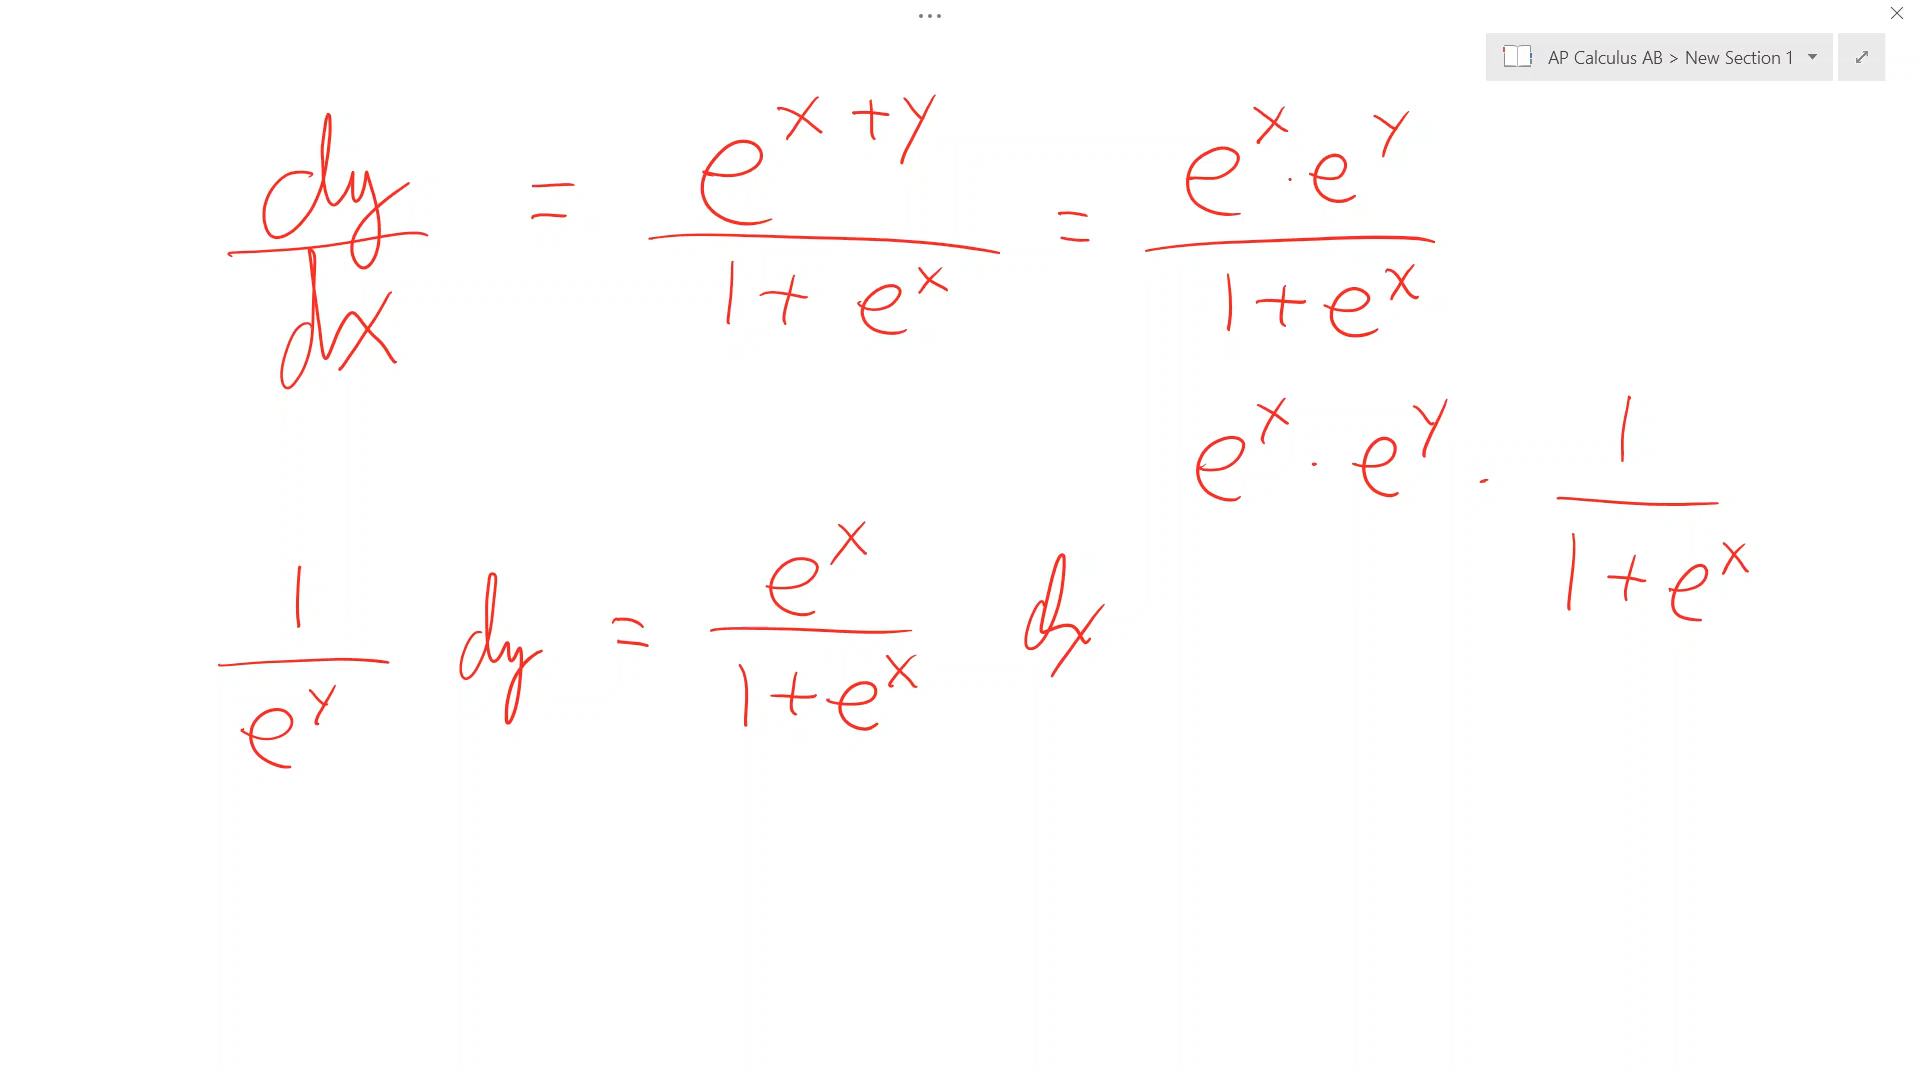 AP Calculus AB > New Section 1
dy/dx = e^(x+y)/(1 + e^x) = (e^x · e^y)/(1 + e^x)
e^x · e^y · 1/(1 + e^x)
1/e^y dy = e^x/(1 + e^x) dx